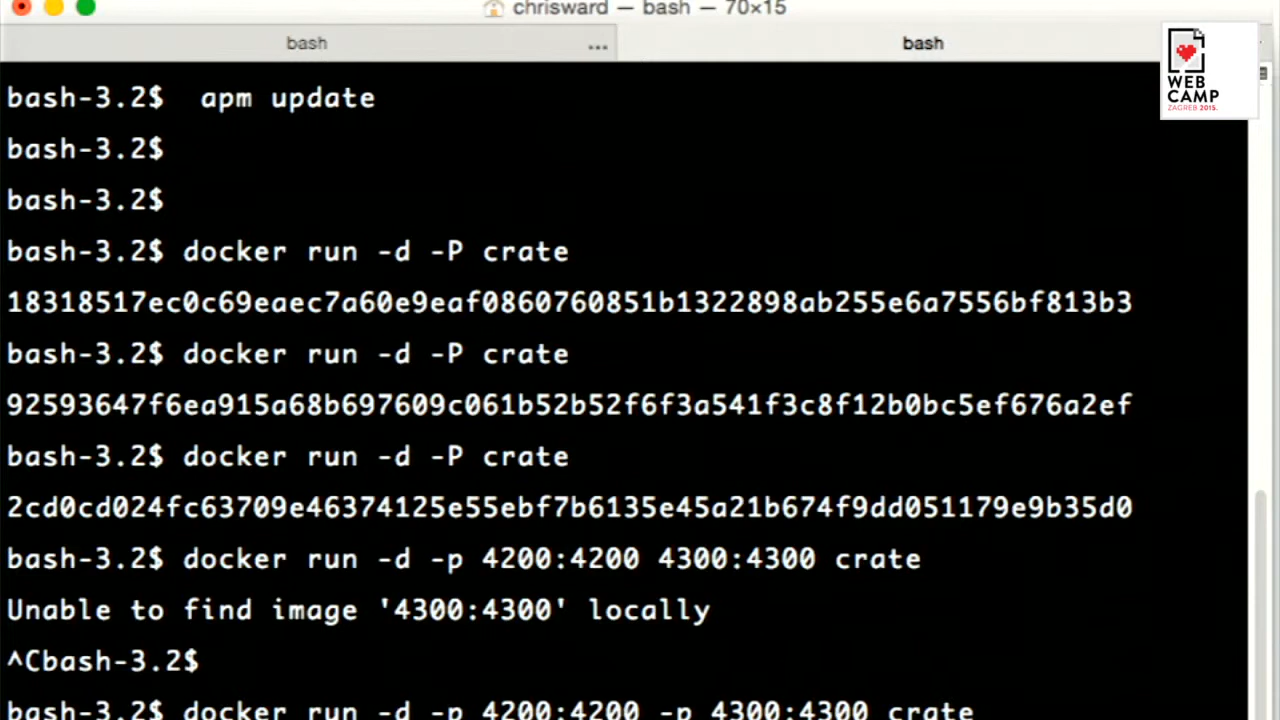 chrisward — bash — 70×15
bash ... bash
WEB
CAMP
ZAGREB 2015.
bash-3.2$  apm update
bash-3.2$
bash-3.2$
bash-3.2$ docker run -d -P crate
18318517ec0c69eaec7a60e9eaf0860760851b1322898ab255e6a7556bf813b3
bash-3.2$ docker run -d -P crate
92593647f6ea915a68b697609c061b52b52f6f3a541f3c8f12b0bc5ef676a2ef
bash-3.2$ docker run -d -P crate
2cd0cd024fc63709e46374125e55ebf7b6135e45a21b674f9dd051179e9b35d0
bash-3.2$ docker run -d -p 4200:4200 4300:4300 crate
Unable to find image '4300:4300' locally
^Cbash-3.2$
bash-3.2$ docker run -d -p 4200:4200 -p 4300:4300 crate